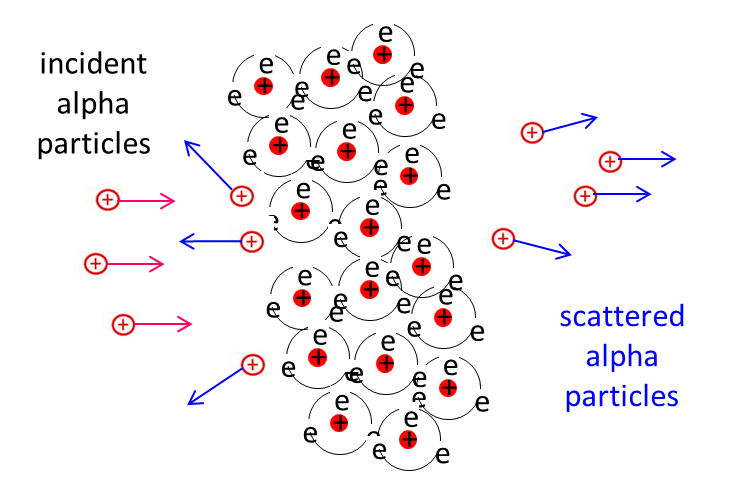 incident
alpha
particles
scattered
alpha
particles